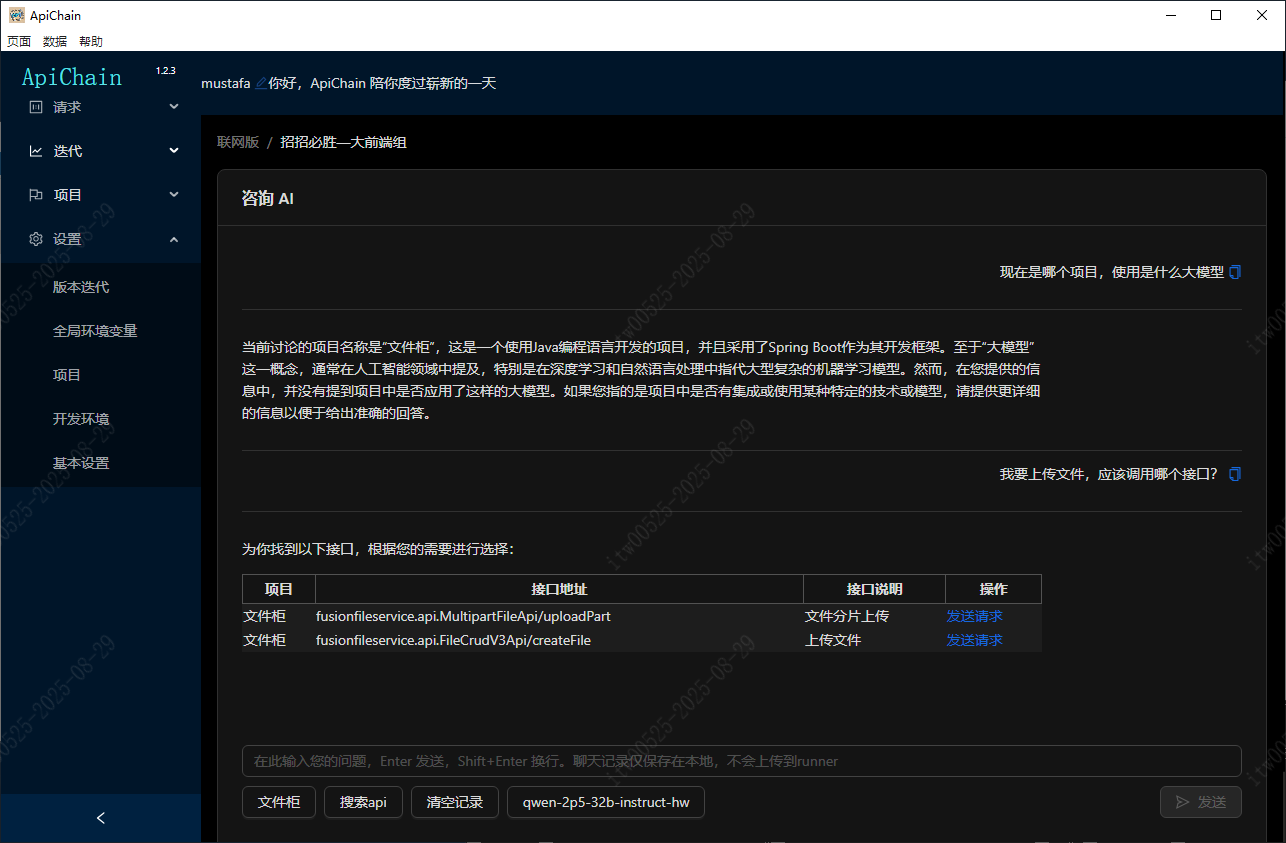 ApiChain
页面 数据 帮助
ApiChain 1.2.3
mustafa 你好，ApiChain 陪你度过崭新的一天
请求
迭代
项目
设置
版本迭代
全局环境变量
项目
开发环境
基本设置
联网版 / 招招必胜—大前端组
咨询 AI
现在是哪个项目，使用是什么大模型
当前讨论的项目名称是"文件柜"，这是一个使用Java编程语言开发的项目，并且采用了Spring Boot作为其开发框架。至于"大模型"
这一概念，通常在人工智能领域中提及，特别是在深度学习和自然语言处理中指代大型复杂的机器学习模型。然而，在您提供的信
息中，并没有提到项目中是否应用了这样的大模型。如果您指的是项目中是否有集成或使用某种特定的技术或模型，请提供更详细
的信息以便于给出准确的回答。
我要上传文件，应该调用哪个接口？
为你找到以下接口，根据您的需要进行选择：
项目 接口地址 接口说明 操作
文件柜 fusionfileservice.api.MultipartFileApi/uploadPart 文件分片上传 发送请求
文件柜 fusionfileservice.api.FileCrudV3Api/createFile 上传文件 发送请求
在此输入您的问题，Enter 发送，Shift+Enter 换行。聊天记录仅保存在本地，不会上传到runner
文件柜 搜索api 清空记录 qwen-2p5-32b-instruct-hw 发送
itw00525-2025-08-29